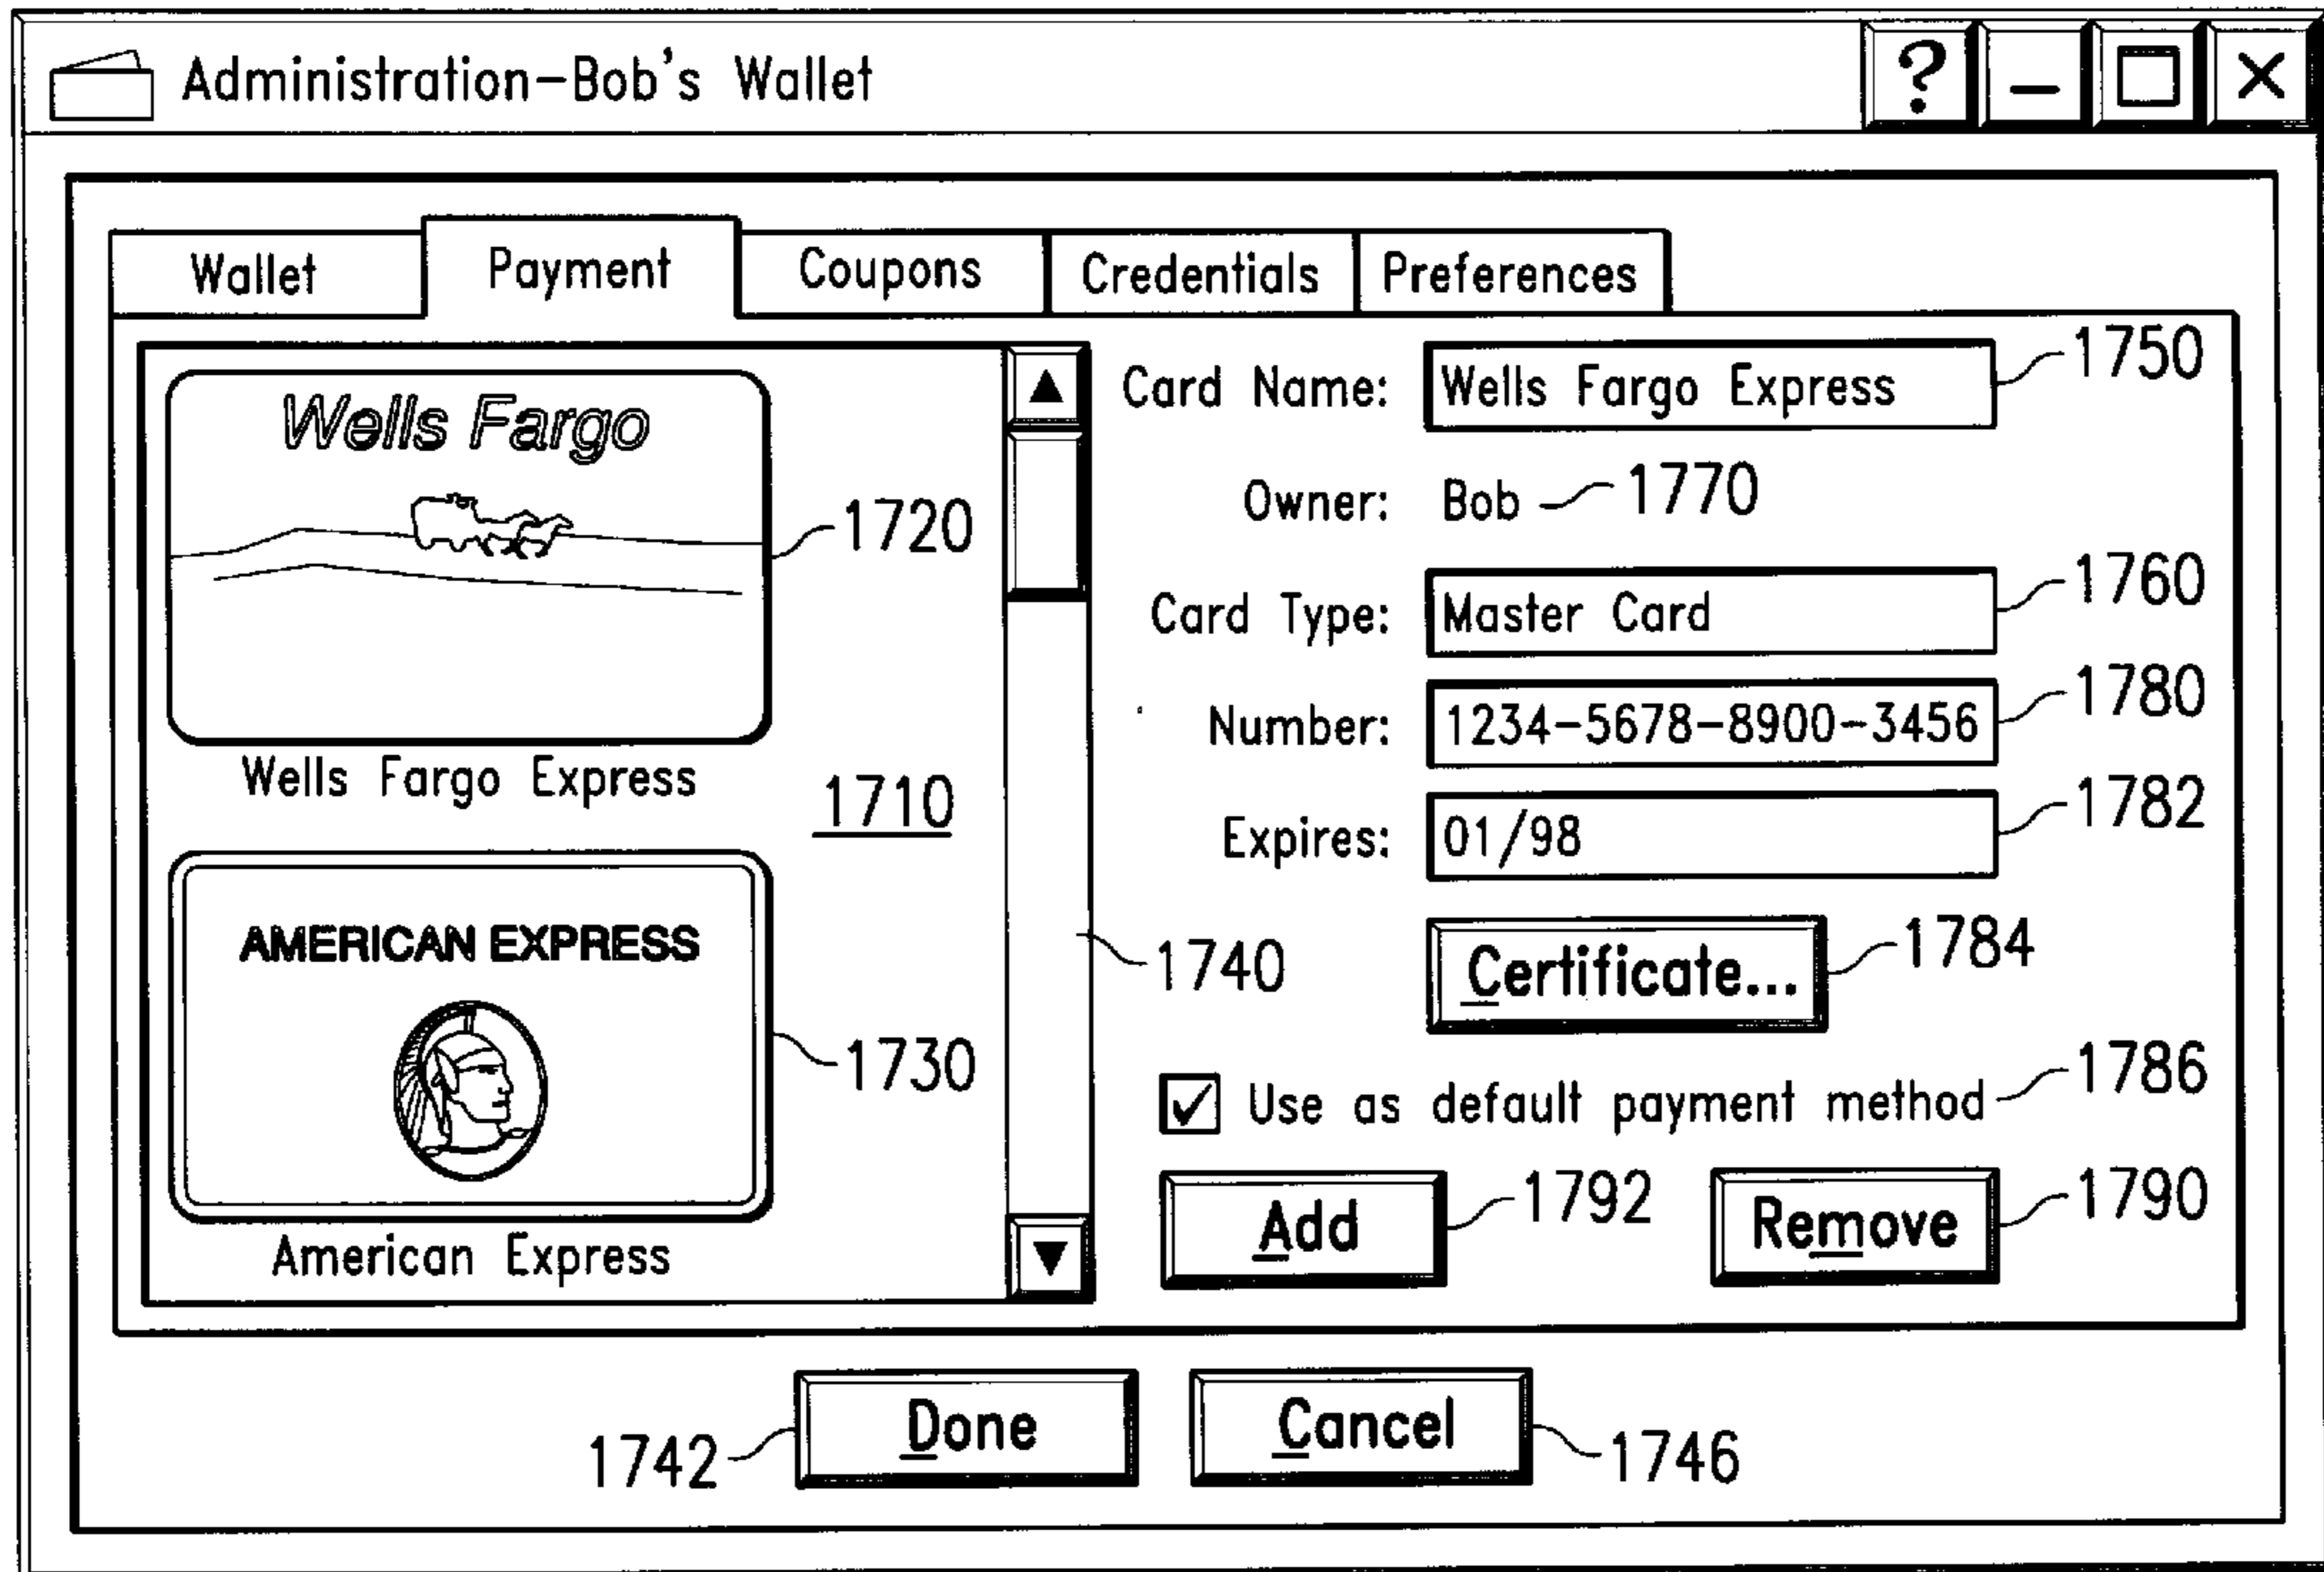 Administration-Bob's Wallet
? – □ ×
Wallet Payment Coupons Credentials Preferences
Wells Fargo
1720
Wells Fargo Express
1710
AMERICAN EXPRESS
1730
American Express
1740
Card Name: Wells Fargo Express 1750
Owner: Bob 1770
Card Type: Master Card 1760
Number: 1234-5678-8900-3456 1780
Expires: 01/98 1782
Certificate... 1784
Use as default payment method 1786
Add 1792 Remove 1790
1742 Done Cancel 1746